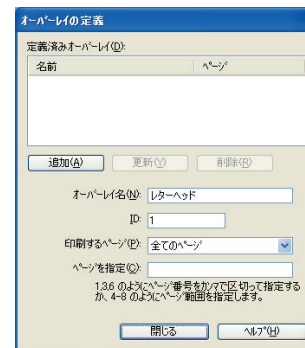 オーバーレイの定義
定義済みオーバーレイ(D):
名前 ページ
追加(A) 更新(Y) 削除(R)
オーバーレイ名(N): レターヘッド
ID: 1
印刷するページ(P): 全てのページ
ページを指定(C):
1,3,6 のようにページ番号をカンマで区切って指定する
か、4-8 のようにページ範囲を指定します。
閉じる ヘルプ(H)